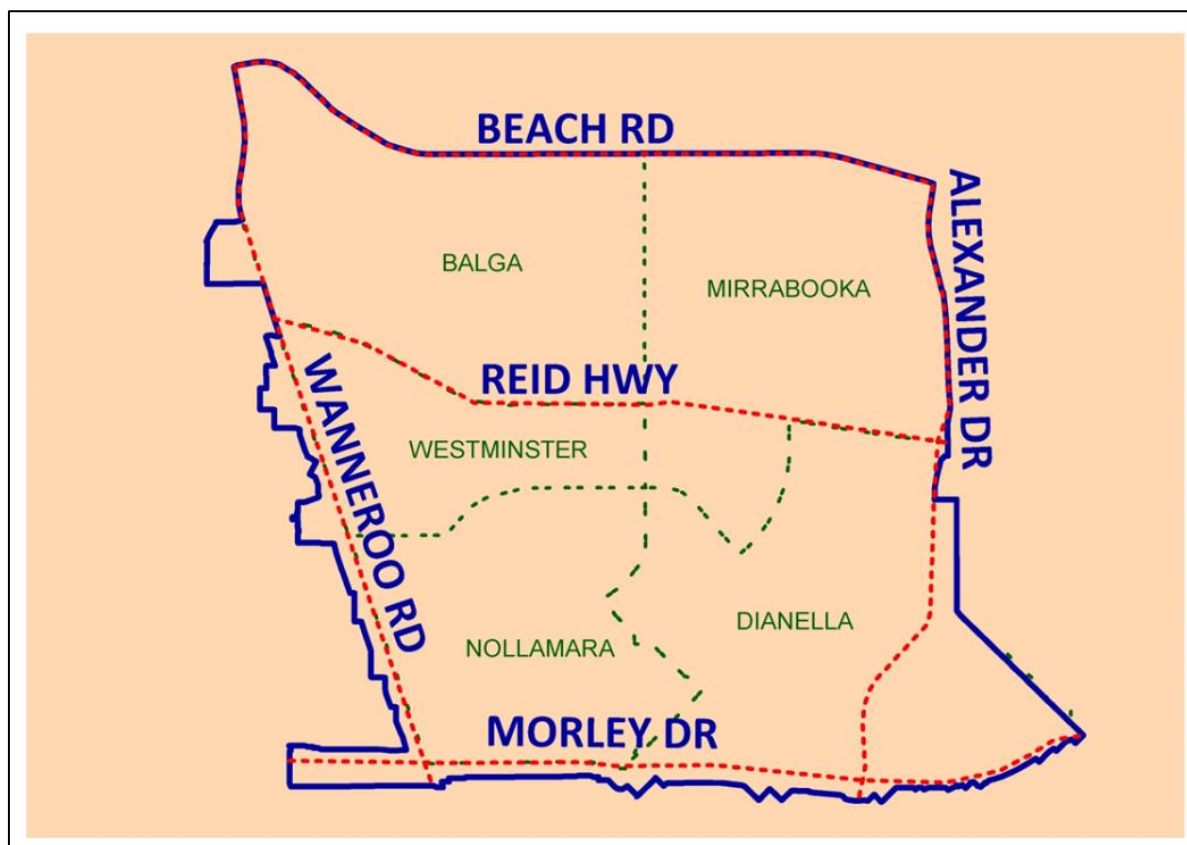 BEACH RD
ALEXANDER DR
BALGA
MIRRABOOKA
REID HWY
WANNEROO RD
WESTMINSTER
DIANELLA
NOLLAMARA
MORLEY DR